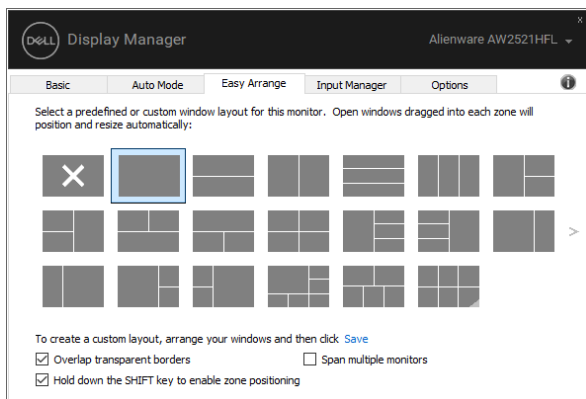 DELL Display Manager
Alienware AW2521HFL
x
Basic Auto Mode Easy Arrange Input Manager Options
Select a predefined or custom window layout for this monitor. Open windows dragged into each zone will
position and resize automatically:
To create a custom layout, arrange your windows and then click Save
Overlap transparent borders Span multiple monitors
Hold down the SHIFT key to enable zone positioning